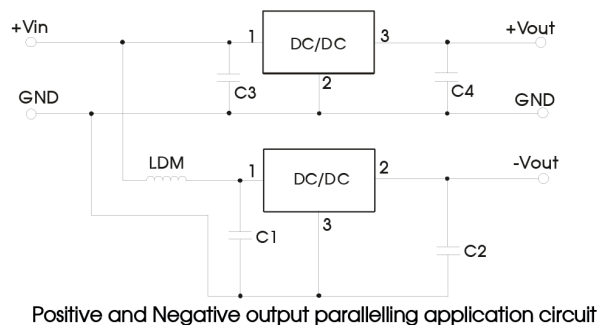 +Vin
1
DC/DC
3
+Vout
C3
2
C4
GND
GND
LDM
1
DC/DC
2
-Vout
C1
3
C2
Positive and Negative output parallelling application circuit